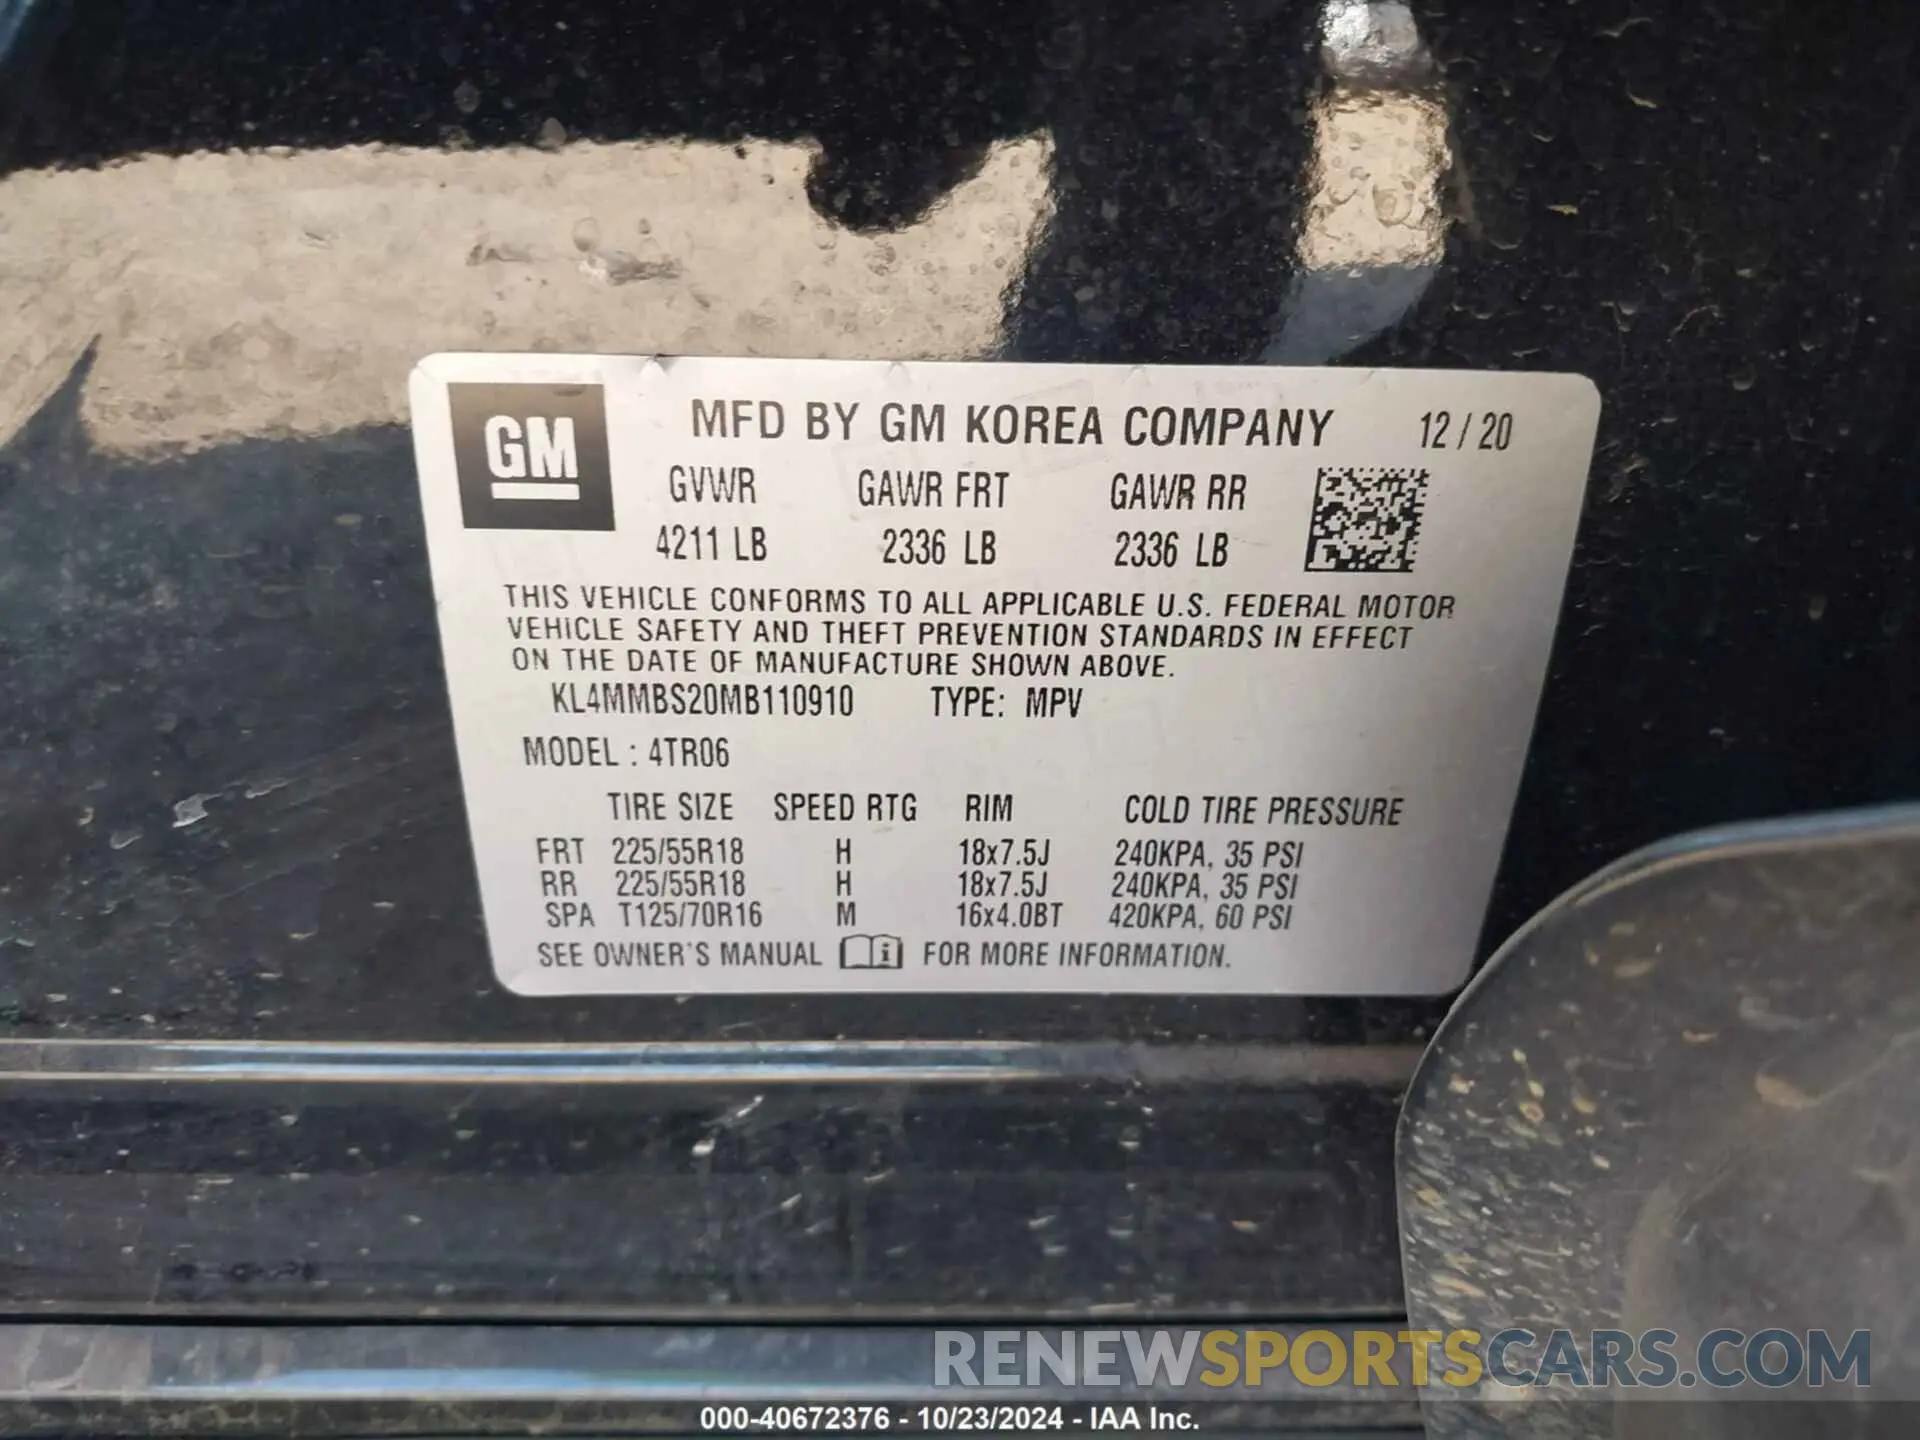 GM
MFD BY GM KOREA COMPANY 12 / 20
GVWR GAWR FRT GAWR RR
4211 LB 2336 LB 2336 LB
THIS VEHICLE CONFORMS TO ALL APPLICABLE U.S. FEDERAL MOTOR
VEHICLE SAFETY AND THEFT PREVENTION STANDARDS IN EFFECT
ON THE DATE OF MANUFACTURE SHOWN ABOVE.
KL4MMBS20MB110910 TYPE: MPV
MODEL : 4TR06
TIRE SIZE SPEED RTG RIM COLD TIRE PRESSURE
FRT 225/55R18 H 18x7.5J 240KPA, 35 PSI
RR 225/55R18 H 18x7.5J 240KPA, 35 PSI
SPA T125/70R16 M 16x4.0BT 420KPA, 60 PSI
SEE OWNER'S MANUAL i FOR MORE INFORMATION.
RENEWSPORTSCARS.COM
000-40672376 - 10/23/2024 - IAA Inc.